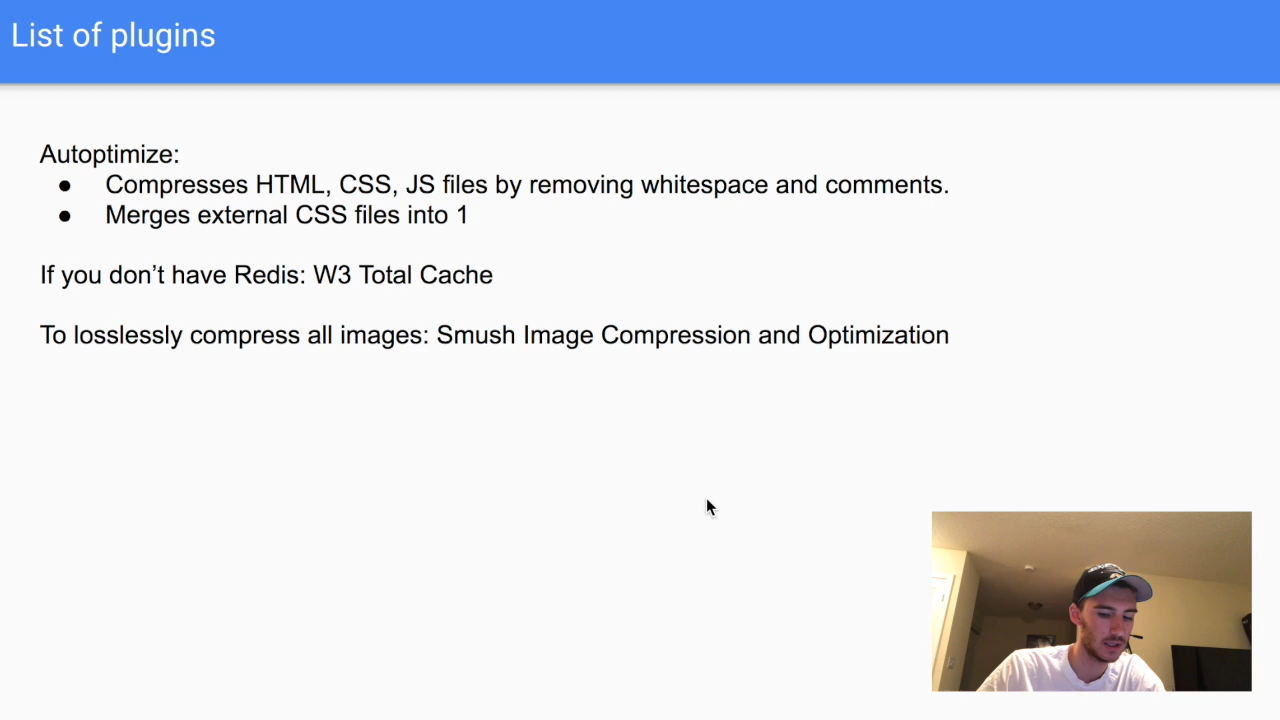 List of plugins
Autoptimize:
● Compresses HTML, CSS, JS files by removing whitespace and comments.
● Merges external CSS files into 1
If you don’t have Redis: W3 Total Cache
To losslessly compress all images: Smush Image Compression and Optimization